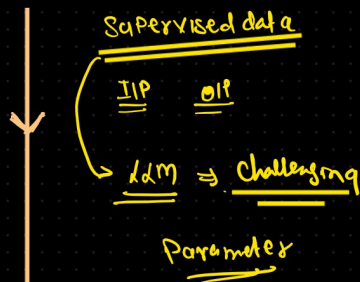 Supervised data
I|P O|P
LLM ⇒ Challenging
Parameter